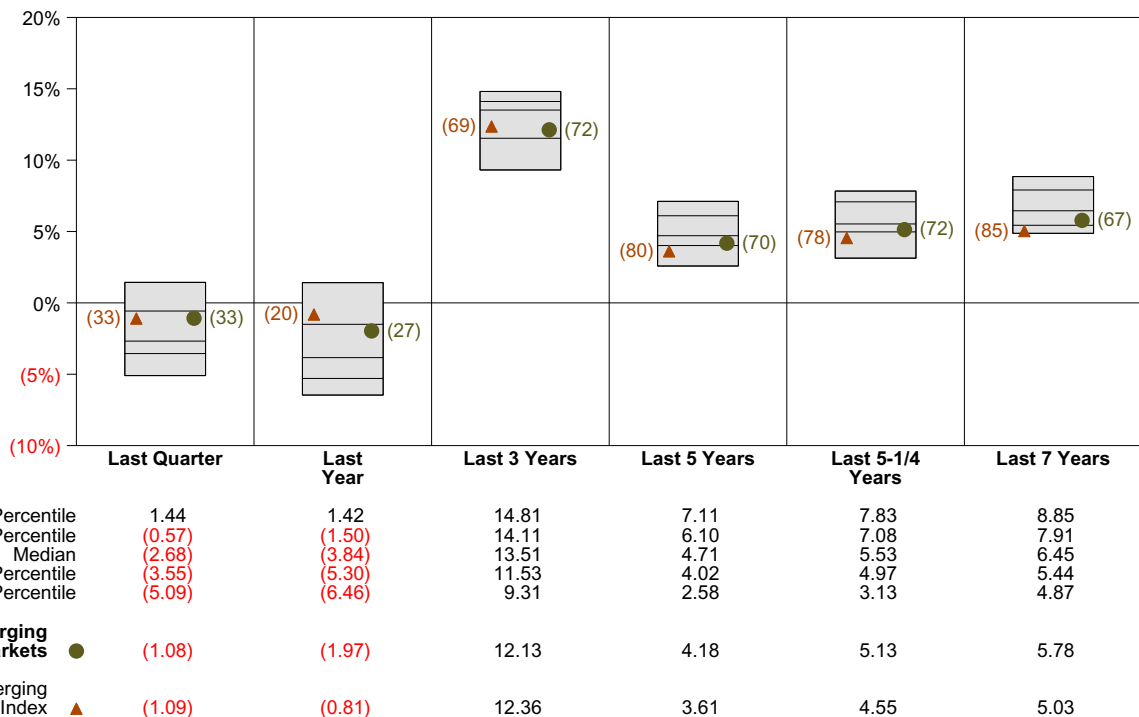 20%
15%
10%
5%
0%
(5%)
(10%)
(33) (33)
(20) (27)
(69) (72)
(80) (70)
(78) (72)
(85) (67)
Last Quarter Last Year Last 3 Years Last 5 Years Last 5-1/4 Years Last 7 Years
Percentile 1.44 1.42 14.81 7.11 7.83 8.85
Percentile (0.57) (1.50) 14.11 6.10 7.08 7.91
Median (2.68) (3.84) 13.51 4.71 5.53 6.45
Percentile (3.55) (5.30) 11.53 4.02 4.97 5.44
Percentile (5.09) (6.46) 9.31 2.58 3.13 4.87
erging
arkets (1.08) (1.97) 12.13 4.18 5.13 5.78
erging
Index (1.09) (0.81) 12.36 3.61 4.55 5.03